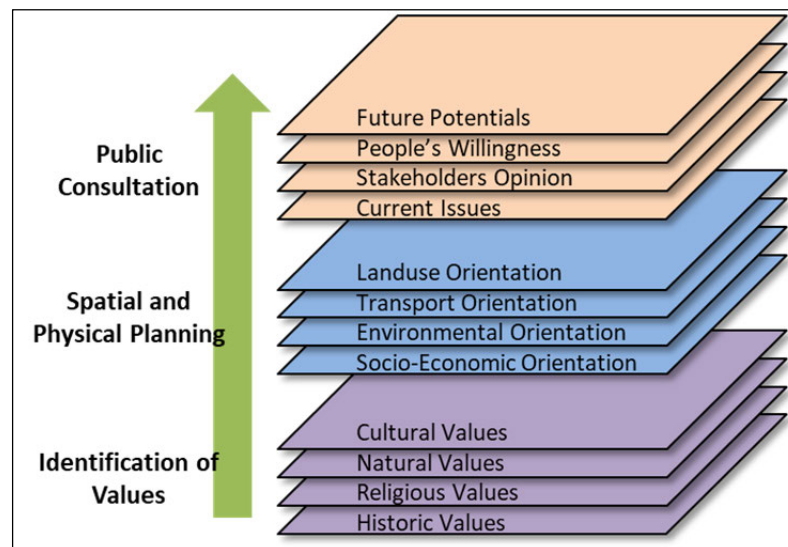 Future Potentials
People's Willingness
Public
Consultation
Stakeholders Opinion
Current Issues
Landuse Orientation
Spatial and
Physical Planning
Transport Orientation
Environmental Orientation
Socio-Economic Orientation
Cultural Values
Identification of
Values
Natural Values
Religious Values
Historic Values